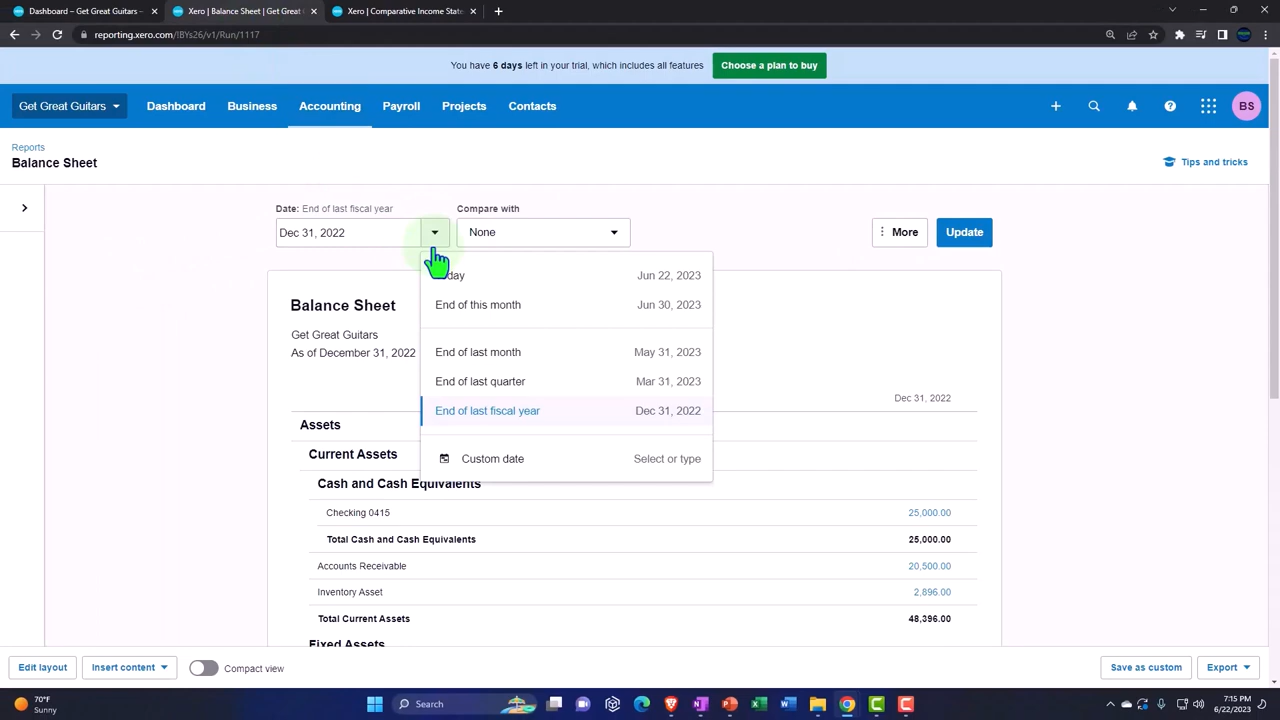 Dashboard – Get Great Guitars –
Xero | Balance Sheet | Get Great
Xero | Comparative Income State
reporting.xero.com/!BYs26/v1/Run/1117
You have 6 days left in your trial, which includes all features
Choose a plan to buy
Get Great Guitars
Dashboard
Business
Accounting
Payroll
Projects
Contacts
BS
Reports
Balance Sheet
Tips and tricks
Date: End of last fiscal year
Compare with
Dec 31, 2022
None
More
Update
Jun 22, 2023
End of this month Jun 30, 2023
End of last month May 31, 2023
End of last quarter Mar 31, 2023
End of last fiscal year Dec 31, 2022
Custom date Select or type
Balance Sheet
Get Great Guitars
As of December 31, 2022
Dec 31, 2022
Assets
Current Assets
Cash and Cash Equivalents
Checking 0415 25,000.00
Total Cash and Cash Equivalents 25,000.00
Accounts Receivable 20,500.00
Inventory Asset 2,896.00
Total Current Assets 48,396.00
Fixed Assets
Edit layout
Insert content
Compact view
Save as custom
Export
70°F
Sunny
Search
7:15 PM
6/22/2023